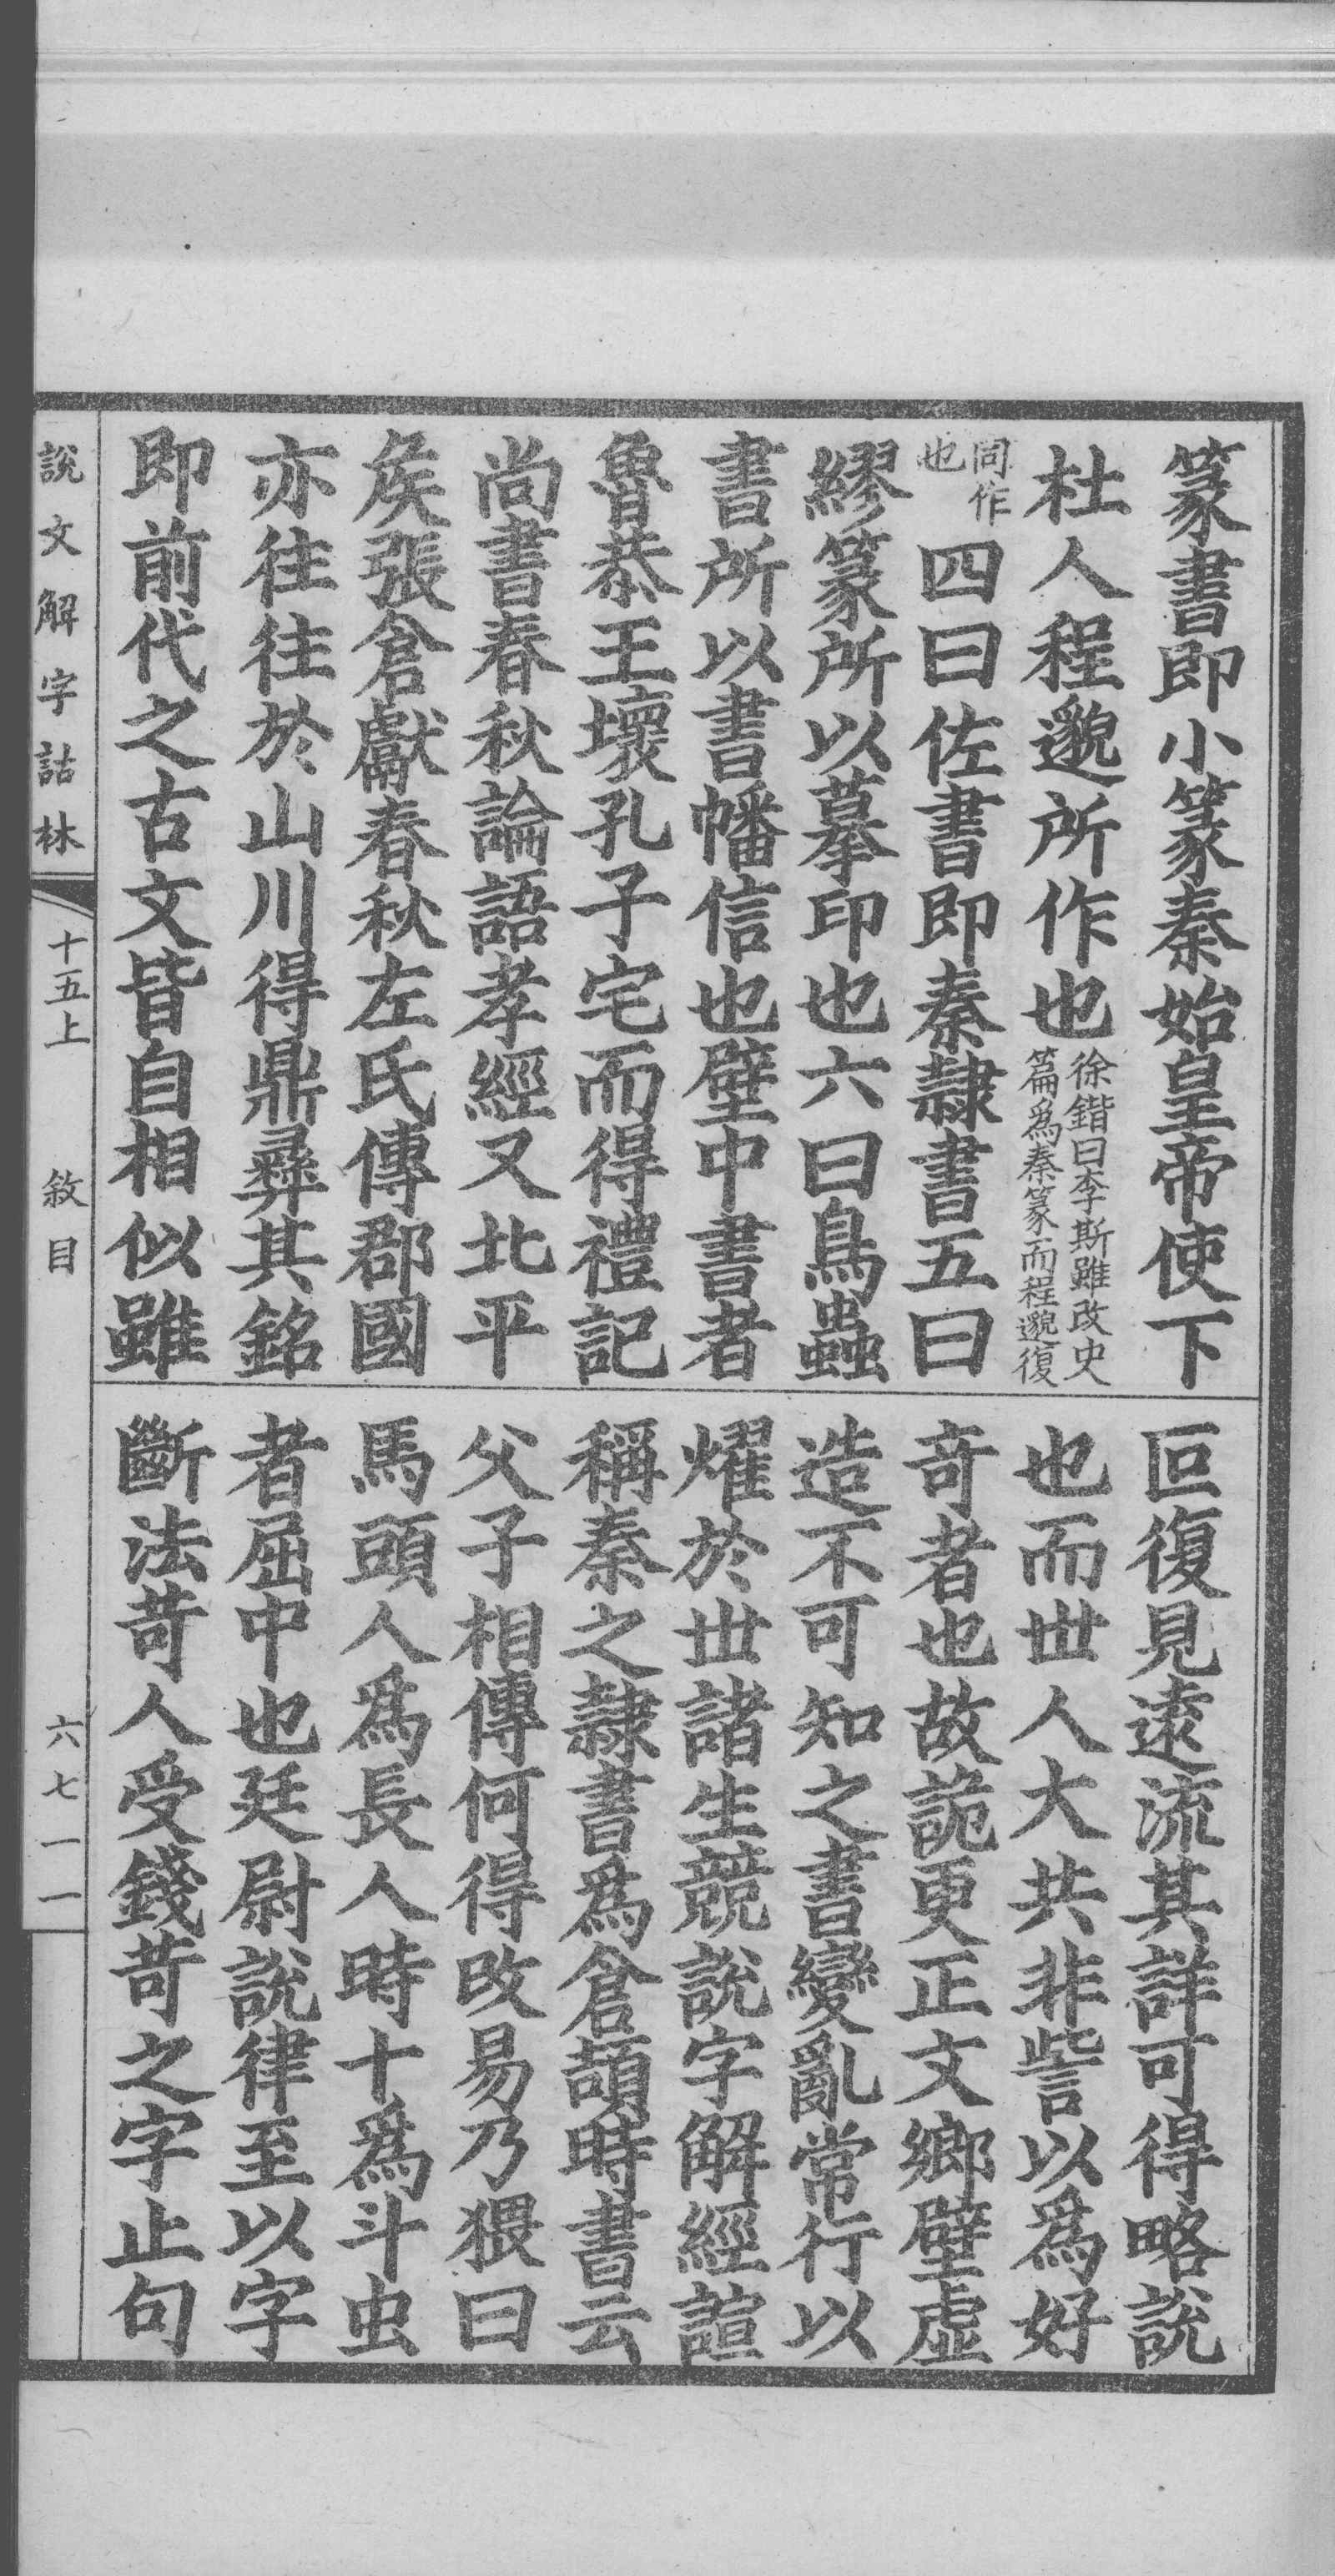 篆書即小篆秦始皇帝使下
杜人程邈所作也徐鍇曰李斯雖改史
篇爲秦篆而程邈復
同作
也
四曰佐書即秦隸書五曰
繆篆所以摹印也六曰鳥蟲
書所以書幡信也壁中書者
魯恭王壞孔子宅而得禮記
尚書春秋論語孝經又北平
矦張倉獻春秋左氏傳郡國
亦往往於山川得鼎彝其銘
即前代之古文皆自相似雖
叵復見遠流其詳可得略說
也而世人大共非訾以爲好
奇者也故詭更正文鄉壁虛
造不可知之書變亂常行以
燿於世諸生競說字解經諠
稱秦之隸書爲倉頡時書云
父子相傳何得改易乃猥曰
馬頭人爲長人時十爲斗虫
者屈中也廷尉說律至以字
斷法苛人受錢苛之字止句
說文解字詁林
十五上
敘目
六七一一